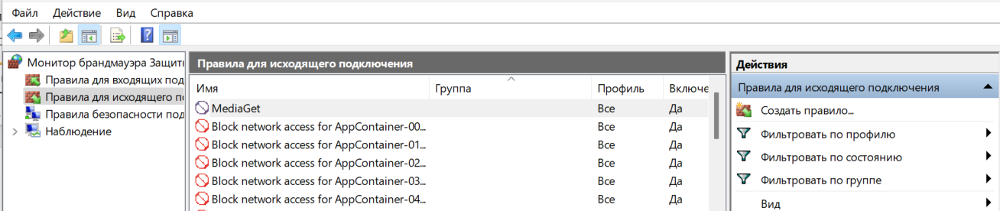 Файл Действие Вид Справка
Монитор брандмауэра Защит
Правила для входящих под
Правила для исходящего п
Правила безопасности под
Наблюдение
Правила для исходящего подключения
Имя Группа Профиль Включе
MediaGet Все Да
Block network access for AppContainer-00... Все Да
Block network access for AppContainer-01... Все Да
Block network access for AppContainer-02... Все Да
Block network access for AppContainer-03... Все Да
Block network access for AppContainer-04... Все Да
Действия
Правила для исходящего подключения
Создать правило...
Фильтровать по профилю
Фильтровать по состоянию
Фильтровать по группе
Вид